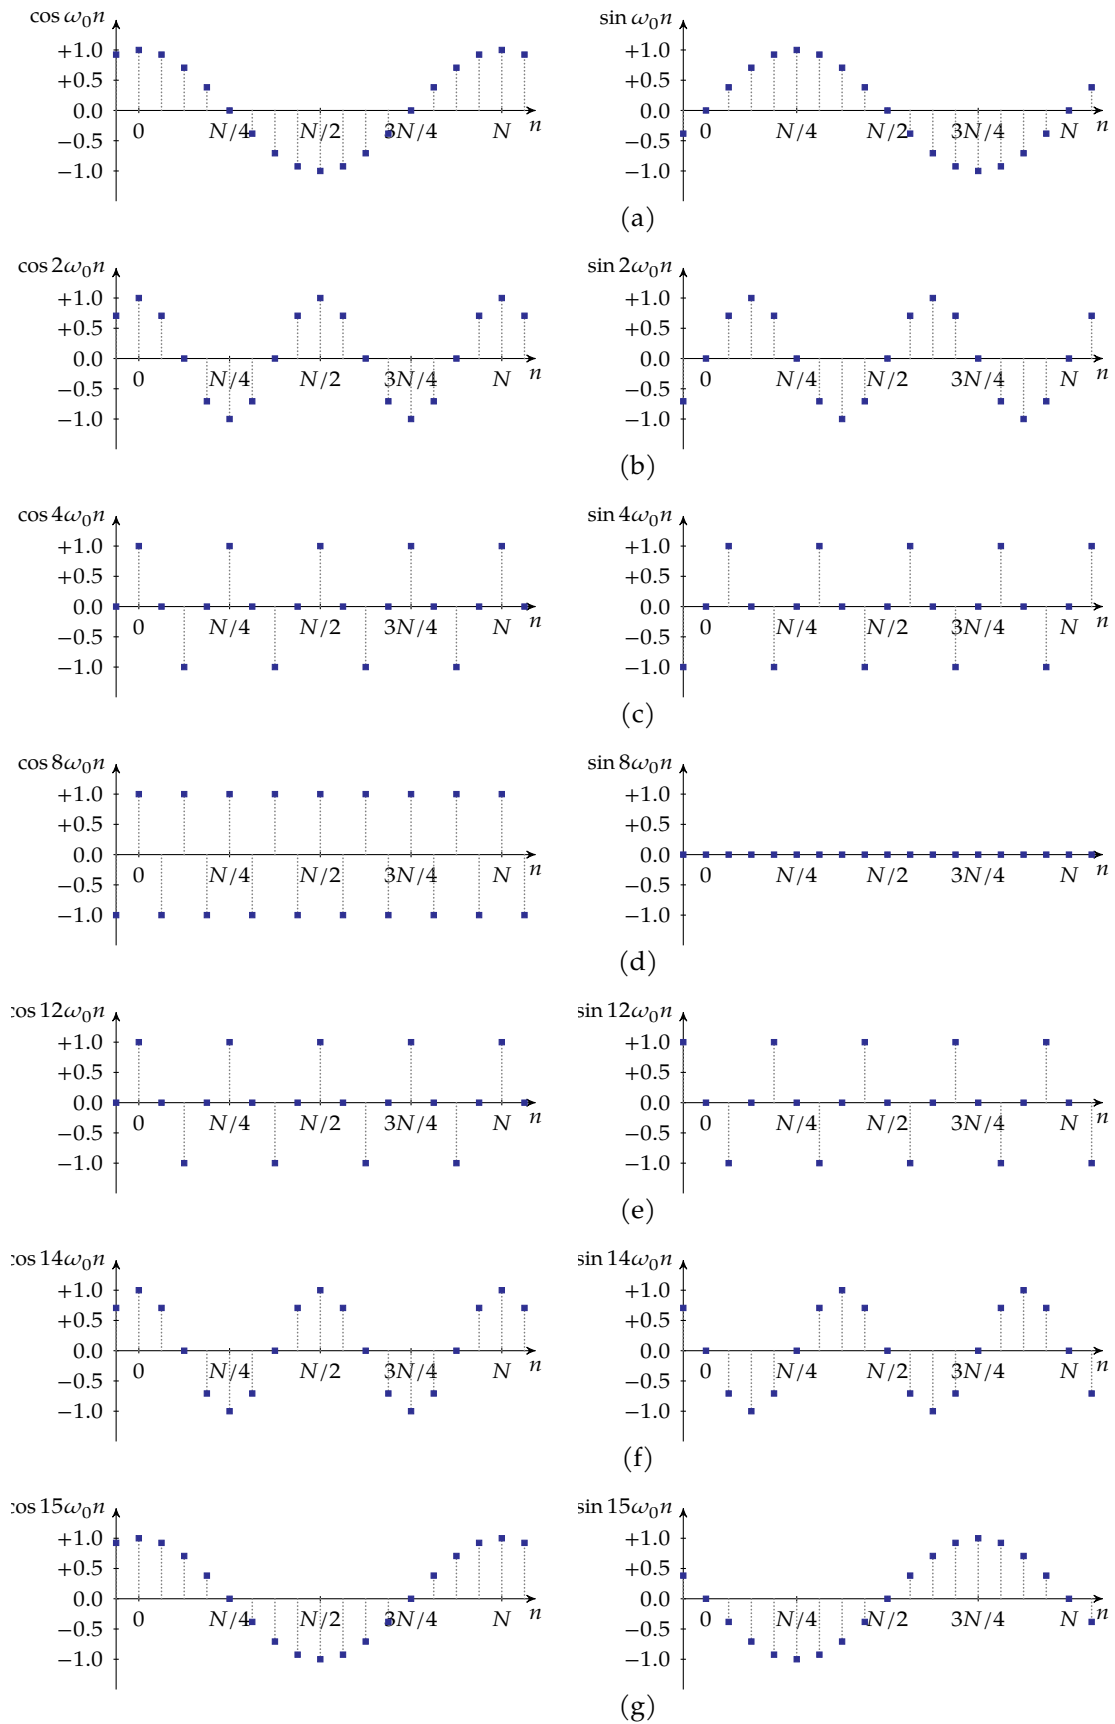 cos ω₀n sin ω₀n
+1.0 +1.0
+0.5 +0.5
0.0 0.0
0 N/4 N/2 3N/4 N n 0 N/4 N/2 3N/4 N n
−0.5 −0.5
−1.0 −1.0
(a)
cos 2ω₀n sin 2ω₀n
+1.0 +1.0
+0.5 +0.5
0.0 0.0
0 N/4 N/2 3N/4 N n 0 N/4 N/2 3N/4 N n
−0.5 −0.5
−1.0 −1.0
(b)
cos 4ω₀n sin 4ω₀n
+1.0 +1.0
+0.5 +0.5
0.0 0.0
0 N/4 N/2 3N/4 N n 0 N/4 N/2 3N/4 N n
−0.5 −0.5
−1.0 −1.0
(c)
cos 8ω₀n sin 8ω₀n
+1.0 +1.0
+0.5 +0.5
0.0 0.0
0 N/4 N/2 3N/4 N n 0 N/4 N/2 3N/4 N n
−0.5 −0.5
−1.0 −1.0
(d)
cos 12ω₀n sin 12ω₀n
+1.0 +1.0
+0.5 +0.5
0.0 0.0
0 N/4 N/2 3N/4 N n 0 N/4 N/2 3N/4 N n
−0.5 −0.5
−1.0 −1.0
(e)
cos 14ω₀n sin 14ω₀n
+1.0 +1.0
+0.5 +0.5
0.0 0.0
0 N/4 N/2 3N/4 N n 0 N/4 N/2 3N/4 N n
−0.5 −0.5
−1.0 −1.0
(f)
cos 15ω₀n sin 15ω₀n
+1.0 +1.0
+0.5 +0.5
0.0 0.0
0 N/4 N/2 3N/4 N n 0 N/4 N/2 3N/4 N n
−0.5 −0.5
−1.0 −1.0
(g)